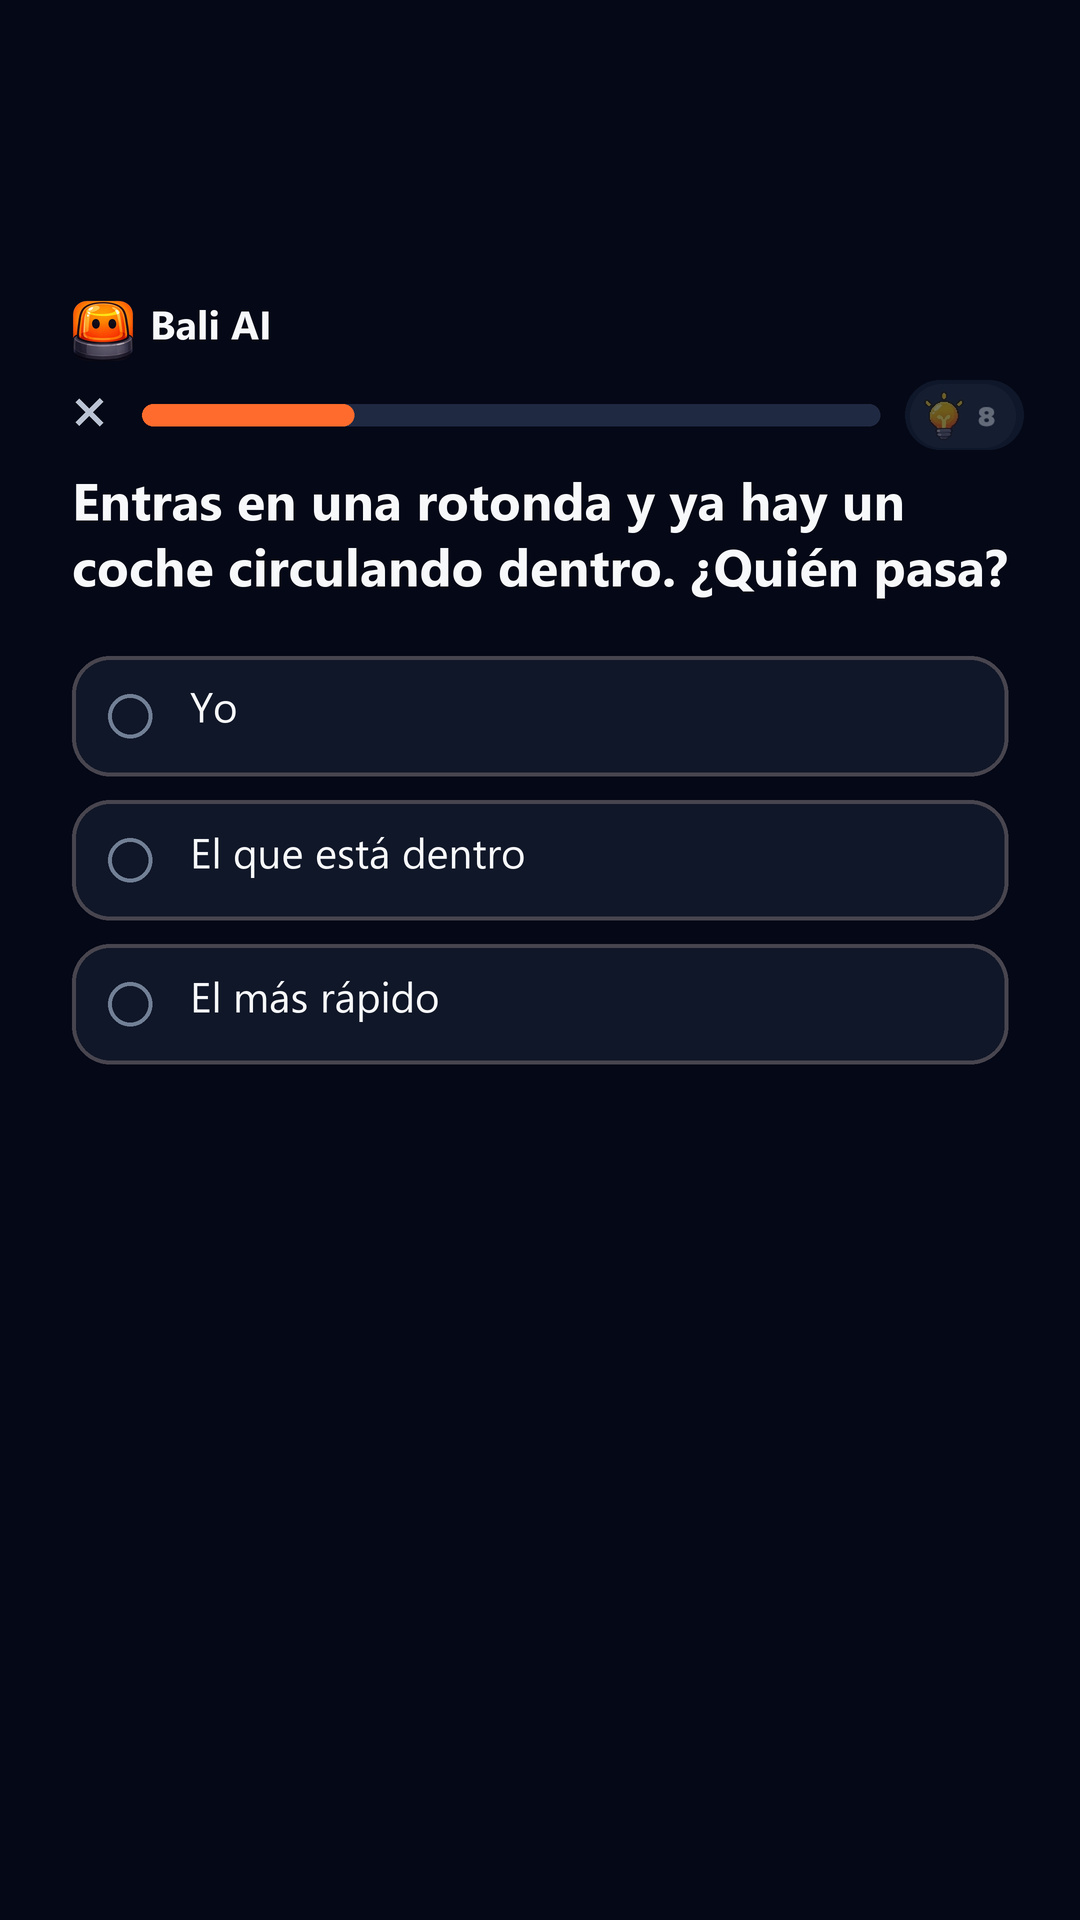 Bali AI
8
Entras en una rotonda y ya hay un
coche circulando dentro. ¿Quién pasa?
Yo
El que está dentro
El más rápido